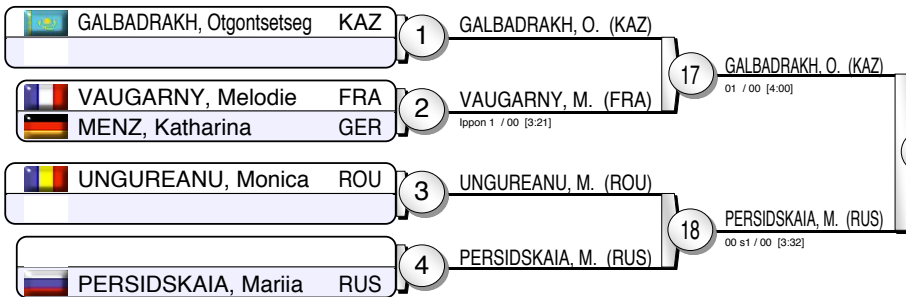 GALBADRAKH, Otgontsetseg KAZ
1
GALBADRAKH, O. (KAZ)
VAUGARNY, Melodie FRA
MENZ, Katharina GER
2
VAUGARNY, M. (FRA)
Ippon 1 / 00 [3:21]
17
GALBADRAKH, O. (KAZ)
01 / 00 [4:00]
UNGUREANU, Monica ROU
3
UNGUREANU, M. (ROU)
PERSIDSKAIA, Mariia RUS
4
PERSIDSKAIA, M. (RUS)
18
PERSIDSKAIA, M. (RUS)
00 s1 / 00 [3:32]